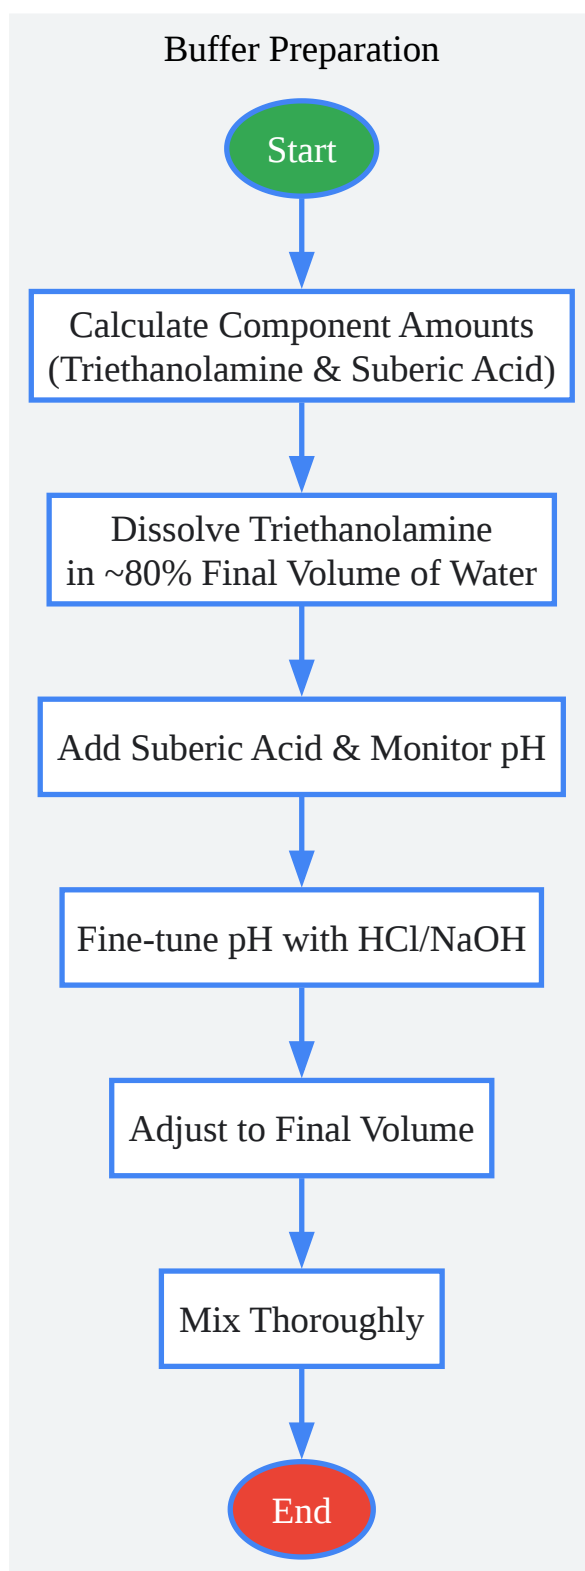 Buffer Preparation
Start
Calculate Component Amounts
(Triethanolamine & Suberic Acid)
Dissolve Triethanolamine
in ~80% Final Volume of Water
Add Suberic Acid & Monitor pH
Fine-tune pH with HCl/NaOH
Adjust to Final Volume
Mix Thoroughly
End